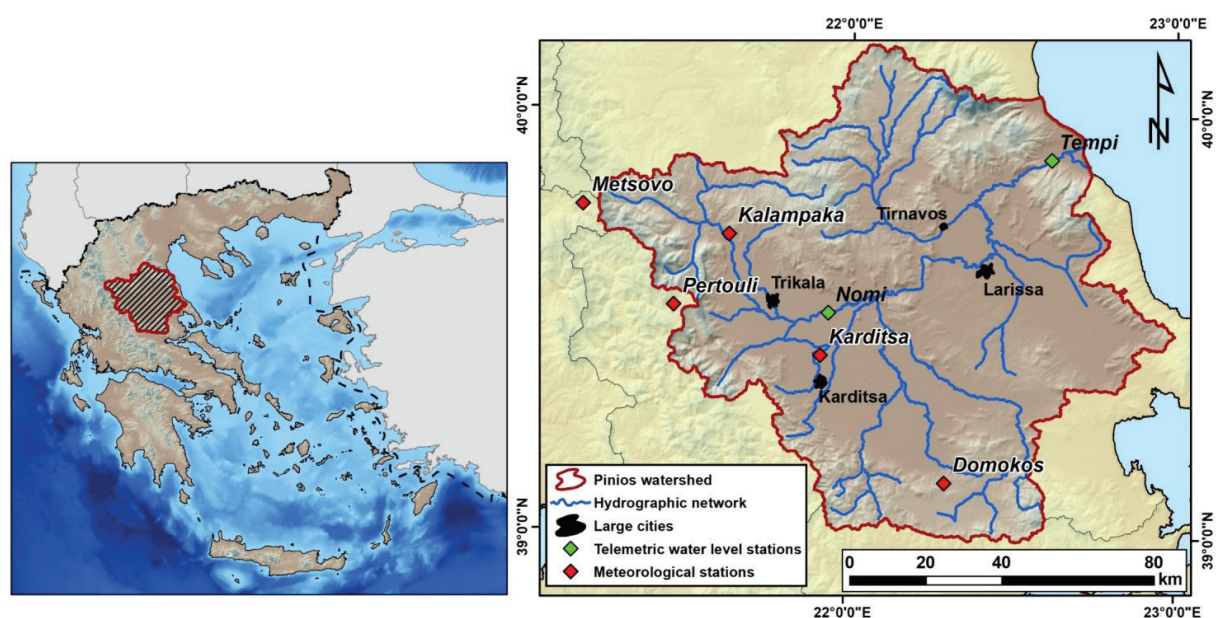 22°0'0"E
23°0'0"E
40°0'0"N
40°0'0"N
N
Tempi
Metsovo
Kalampaka
Tirnavos
Pertouli
Trikala
Nomi
Larissa
Karditsa
Karditsa
Domokos
Pinios watershed
Hydrographic network
Large cities
Telemetric water level stations
Meteorological stations
39°0'0"N
39°0'0"N
0 20 40 80
km
22°0'0"E
23°0'0"E